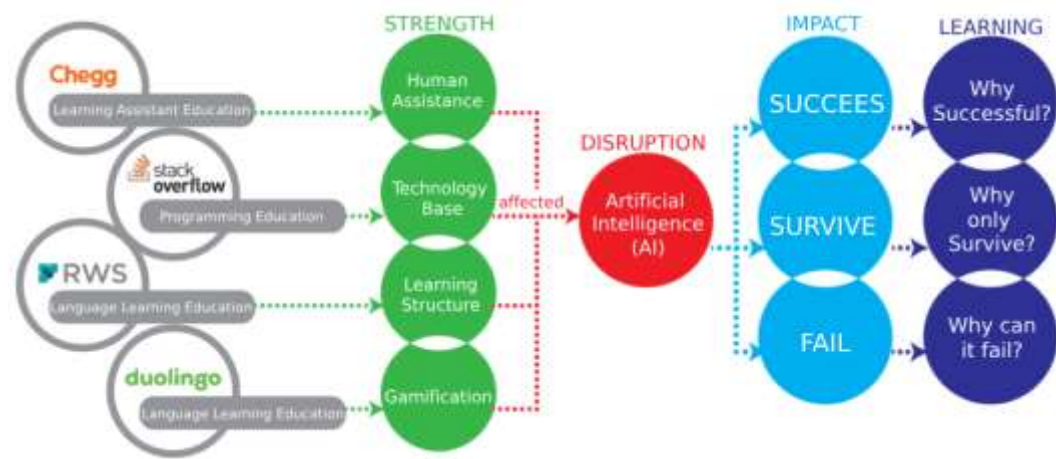 STRENGTH
IMPACT
LEARNING
Chegg
Learning Assistant Education
Human
Assistance
SUCCEES
Why
Successful?
DISRUPTION
stack
overflow
Programming Education
Technology
Base
affected
Artificial
Intelligence
(AI)
SURVIVE
Why
only
Survive?
RWS
Language Learning Education
Learning
Structure
FAIL
Why can
it fail?
duolingo
Language Learning Education
Gamification